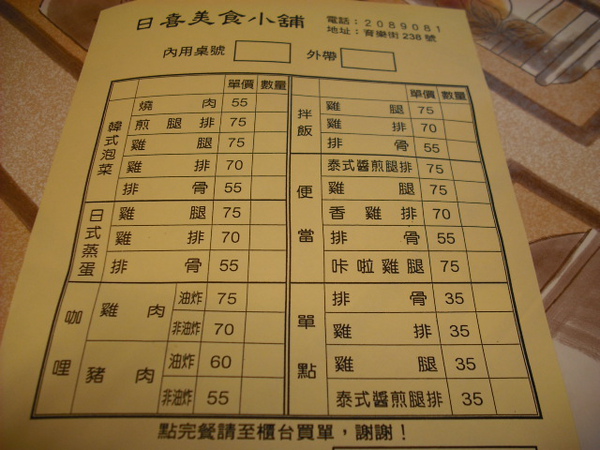 日喜美食小舖
電話：2089081
地址：育樂街238號
內用桌號
外帶
單價 數量
韓式泡菜
燒肉 55
煎腿排 75
雞腿 75
雞排 70
排骨 55
日式蒸蛋
雞腿 75
雞排 70
排骨 55
咖哩
雞肉
油炸 75
非油炸 70
豬肉
油炸 60
非油炸 55
單價 數量
拌飯
雞腿 75
雞排 70
排骨 55
便當
泰式醬煎腿排 75
雞腿 75
香雞排 70
排骨 55
咔啦雞腿 75
單點
排骨 35
雞排 35
雞腿 35
泰式醬煎腿排 35
點完餐請至櫃台買單，謝謝！